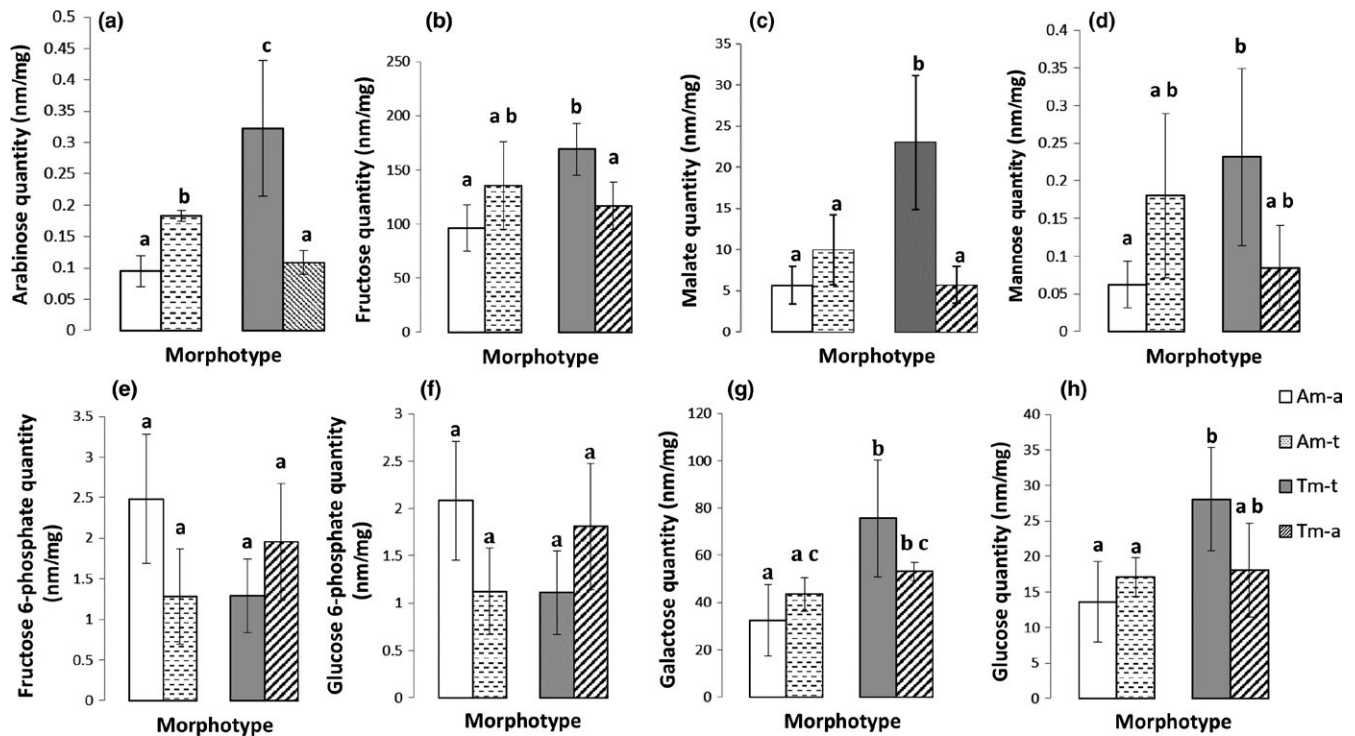 (a)
Arabinose quantity (nm/mg)
0.5
0.45
0.4
0.35
0.3
0.25
0.2
0.15
0.1
0.05
0
a
b
c
a
Morphotype
(b)
Fructose quantity (nm/mg)
250
200
150
100
50
0
a
a b
b
a
Morphotype
(c)
Malate quantity (nm/mg)
35
30
25
20
15
10
5
0
a
a
b
a
Morphotype
(d)
Mannose quantity (nm/mg)
0.4
0.35
0.3
0.25
0.2
0.15
0.1
0.05
0
a
a b
b
a b
Morphotype
(e)
Fructose 6-phosphate quantity
(nm/mg)
3.5
3
2.5
2
1.5
1
0.5
0
a
a
a
a
Morphotype
(f)
Glucose 6-phosphate quantity
(nm/mg)
3
2.5
2
1.5
1
0.5
0
a
a
a
a
Morphotype
(g)
Galactose quantity (nm/mg)
120
100
80
60
40
20
0
a
a c
b
b c
Morphotype
(h)
Glucose quantity (nm/mg)
40
35
30
25
20
15
10
5
0
a
a
b
a b
Morphotype
Am-a
Am-t
Tm-t
Tm-a